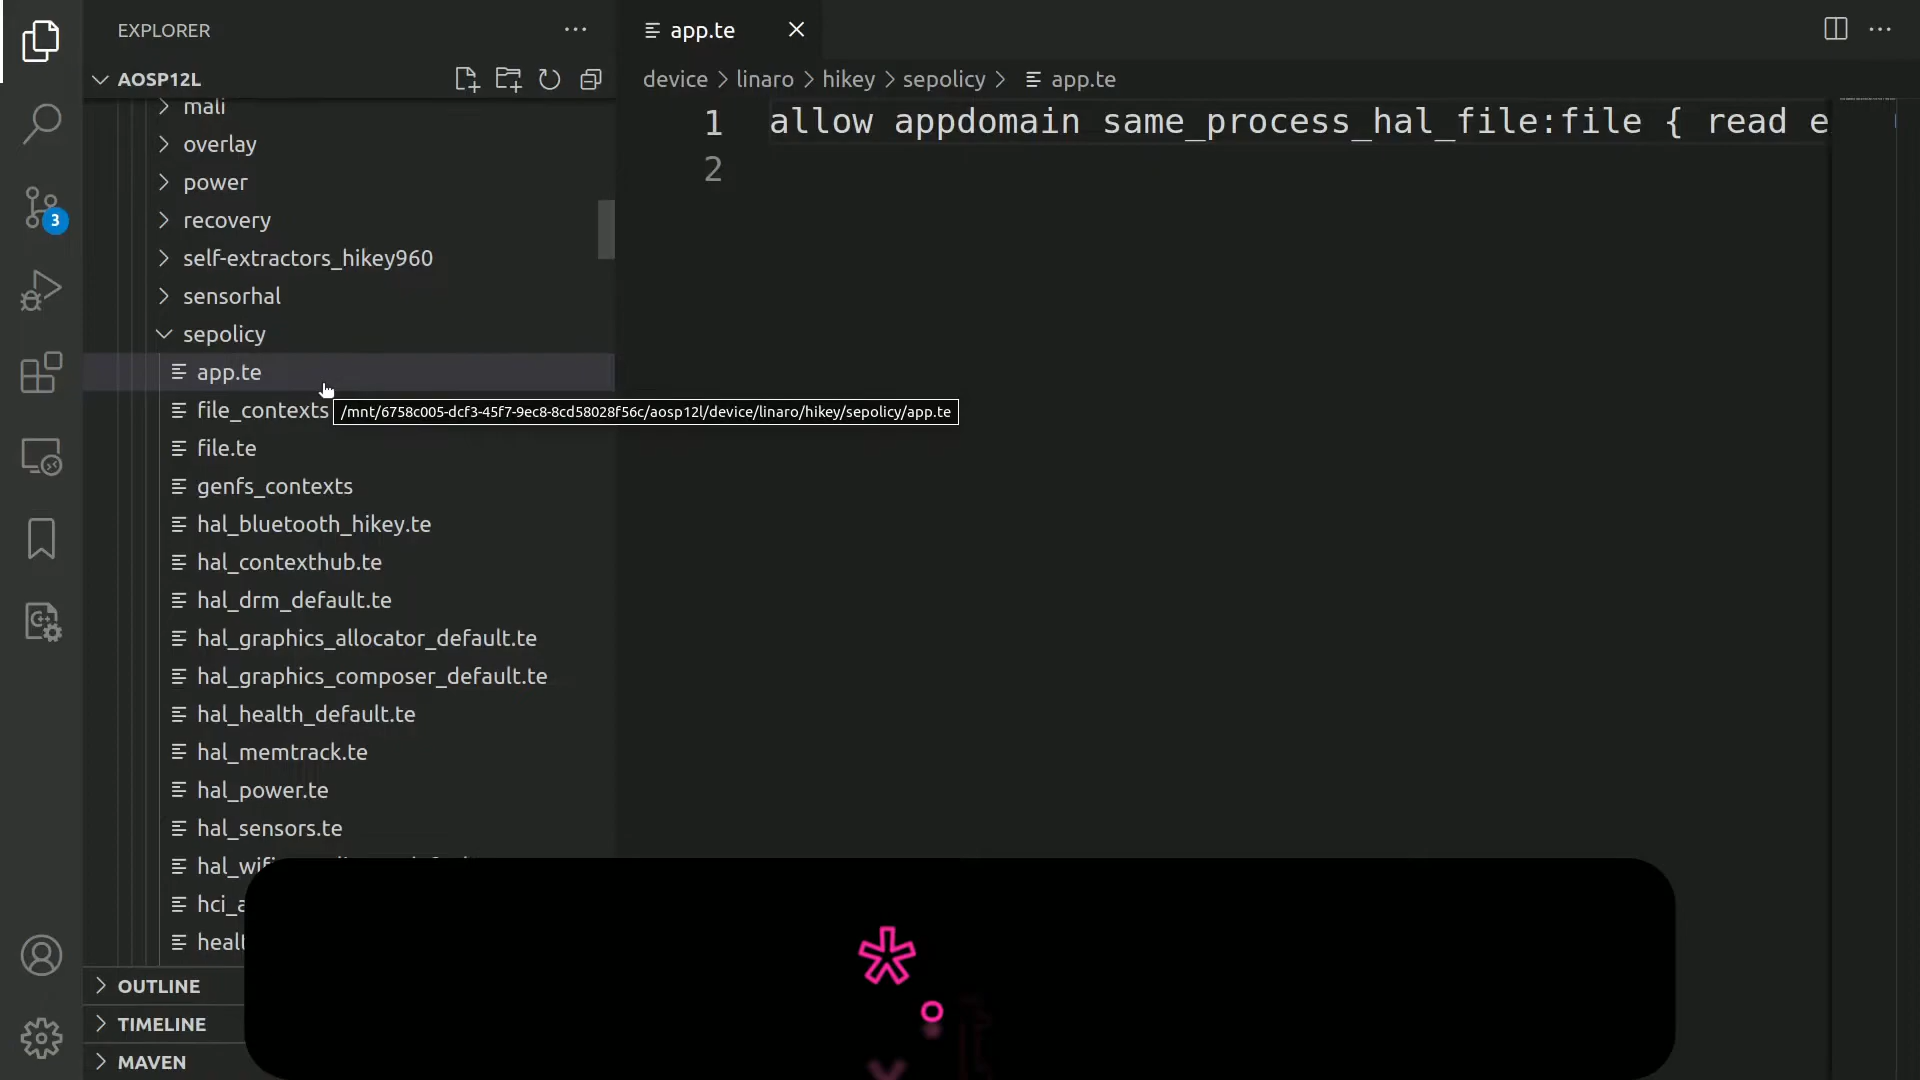 EXPLORER
AOSP12L
mali
overlay
power
recovery
self-extractors_hikey960
sensorhal
sepolicy
app.te
file_contexts
/mnt/6758c005-dcf3-45f7-9ec8-8cd58028f56c/aosp12l/device/linaro/hikey/sepolicy/app.te
file.te
genfs_contexts
hal_bluetooth_hikey.te
hal_contexthub.te
hal_drm_default.te
hal_graphics_allocator_default.te
hal_graphics_composer_default.te
hal_health_default.te
hal_memtrack.te
hal_power.te
hal_sensors.te
OUTLINE
TIMELINE
MAVEN
3
app.te
device > linaro > hikey > sepolicy > app.te
1 allow appdomain same_process_hal_file:file { read e
2
*